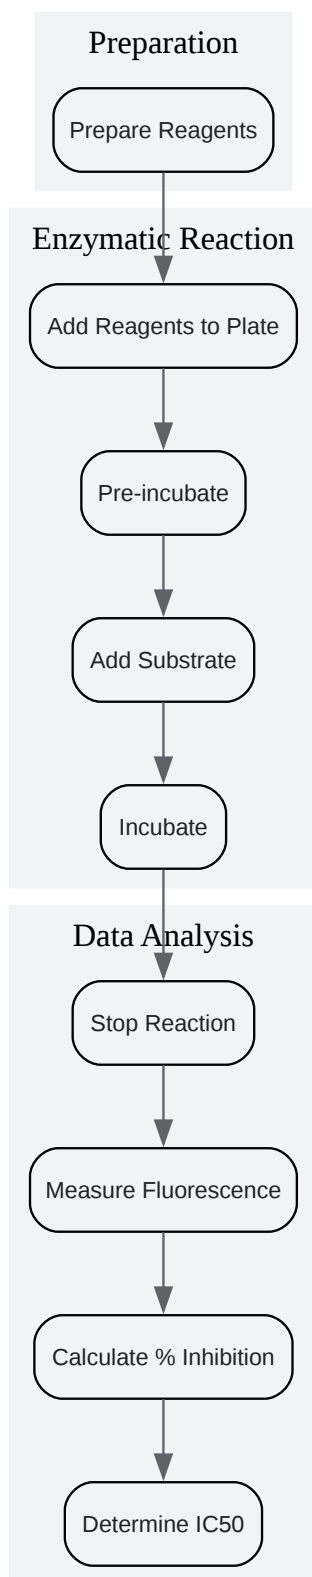 Preparation
Prepare Reagents
Enzymatic Reaction
Add Reagents to Plate
Pre-incubate
Add Substrate
Incubate
Data Analysis
Stop Reaction
Measure Fluorescence
Calculate % Inhibition
Determine IC50